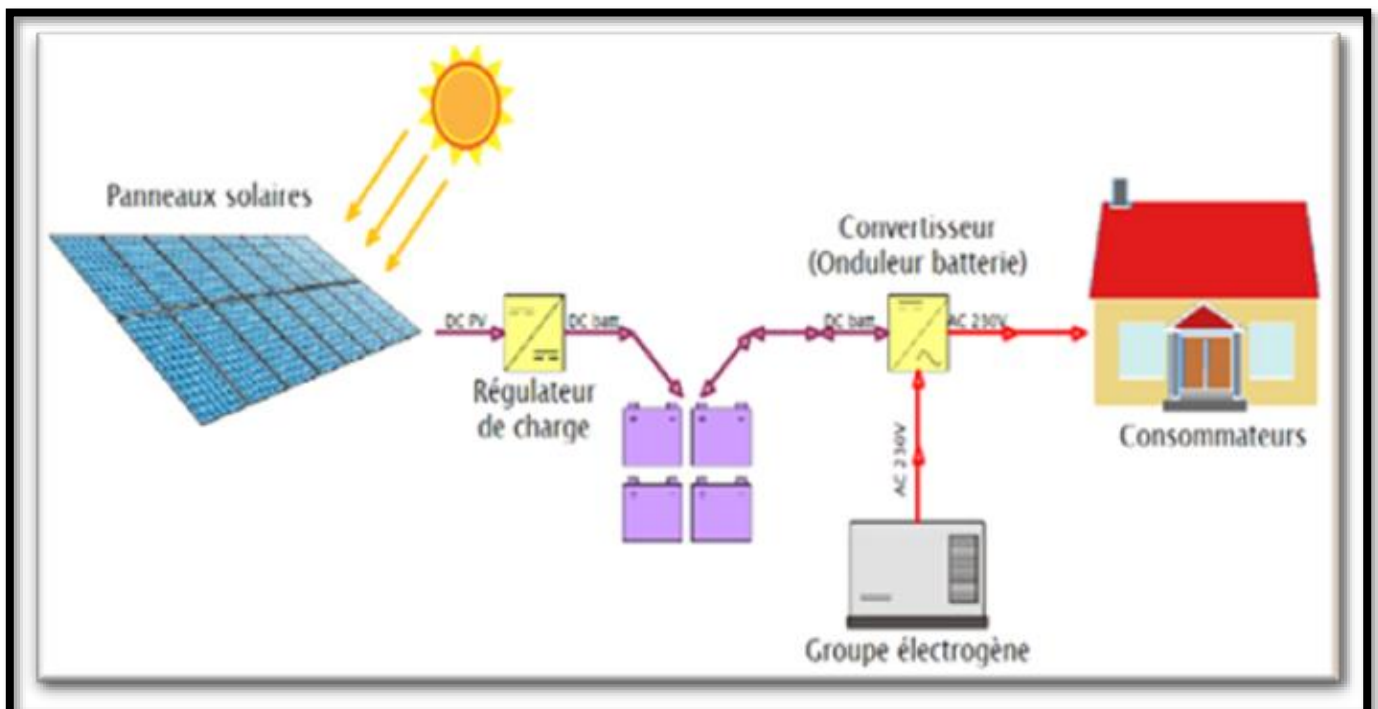 Panneaux solaires
Convertisseur
(Onduleur batterie)
DC PV
DC batt
DC batt
AC 230V
Régulateur
de charge
Consommateurs
AC 230V
Groupe électrogène